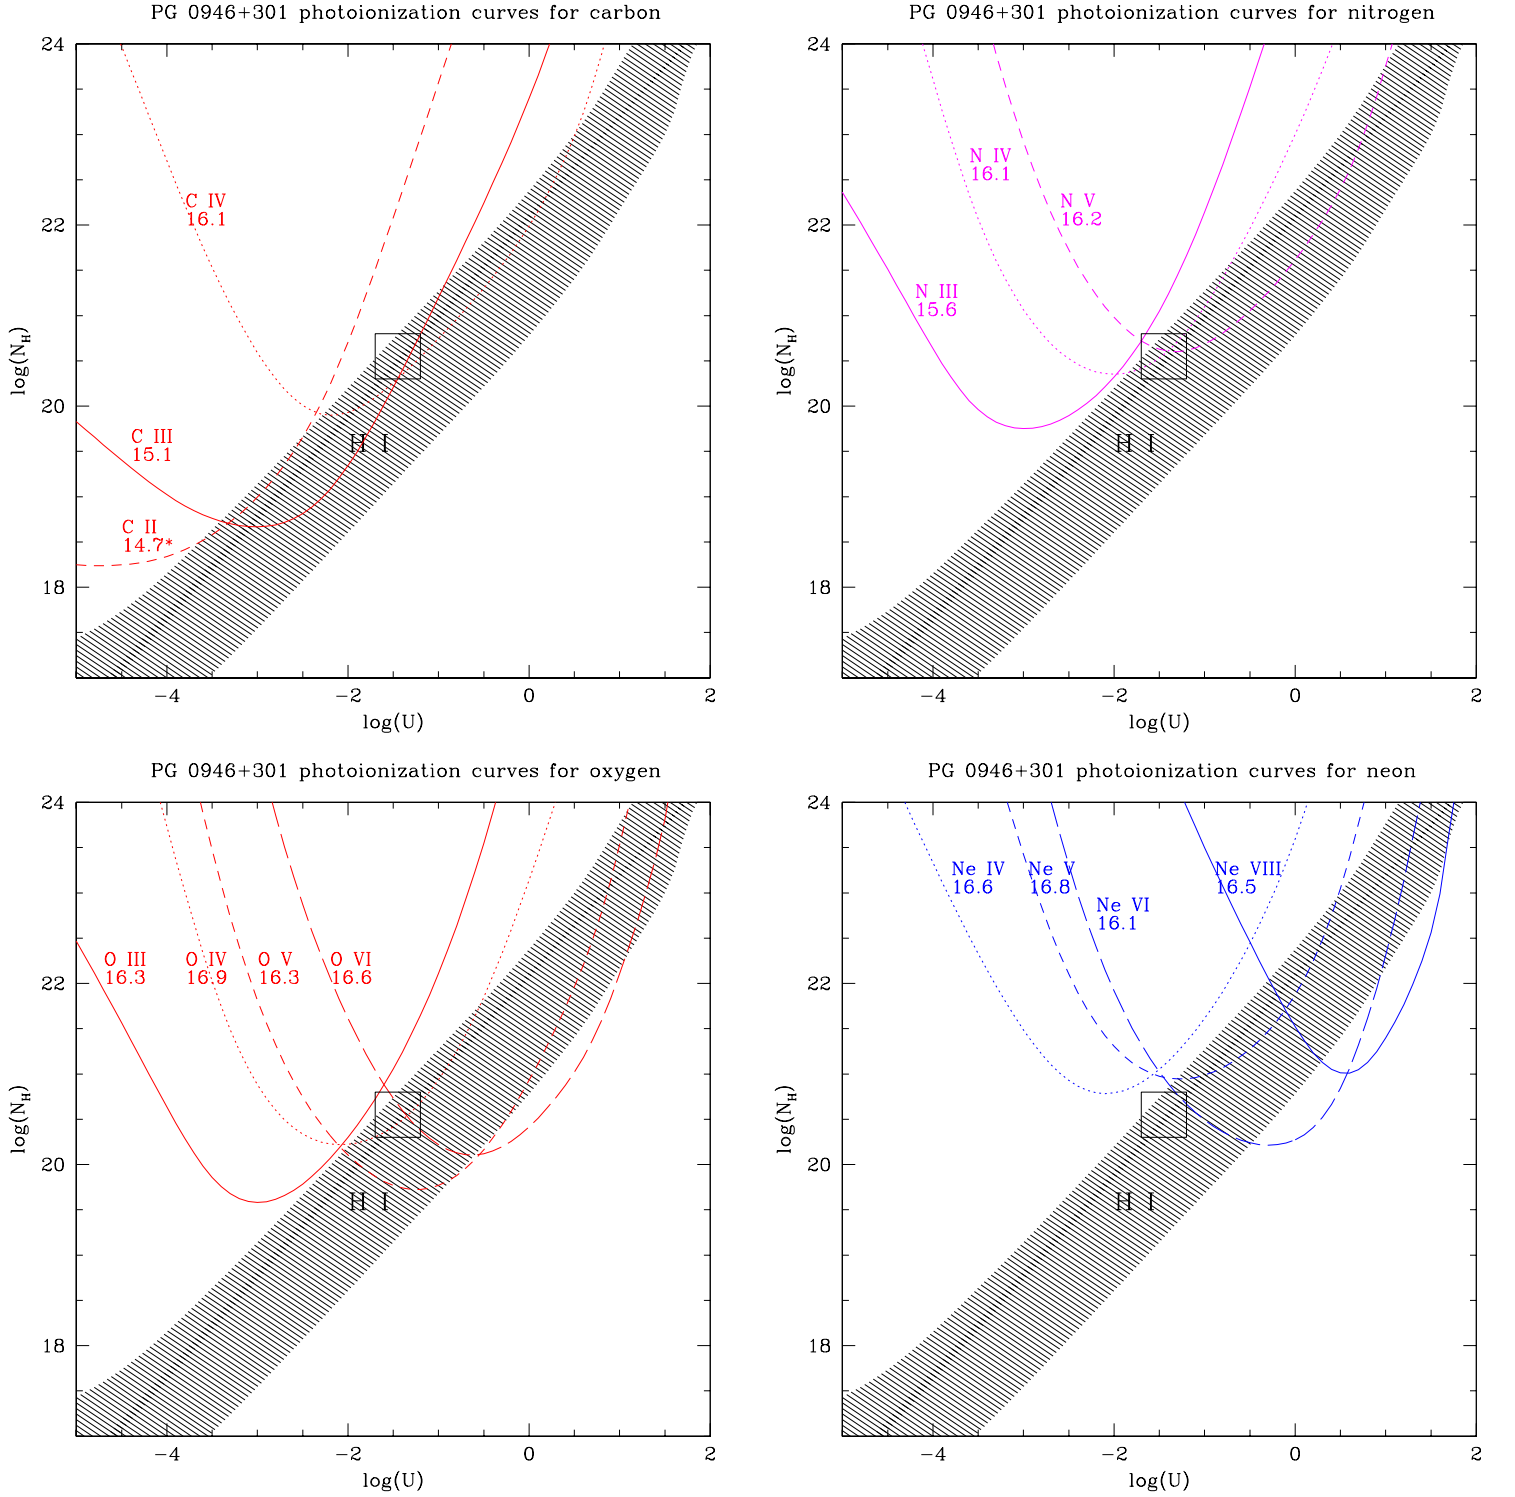 PG 0946+301 photoionization curves for carbon
24
22
20
18
log(N_H)
C IV
16.1
C III
15.1
C II
14.7*
H I
−4
−2
0
2
log(U)
PG 0946+301 photoionization curves for nitrogen
24
22
20
18
log(N_H)
N IV
16.1
N V
16.2
N III
15.6
H I
−4
−2
0
2
log(U)
PG 0946+301 photoionization curves for oxygen
24
22
20
18
log(N_H)
O III
16.3
O IV
16.9
O V
16.3
O VI
16.6
H I
−4
−2
0
2
log(U)
PG 0946+301 photoionization curves for neon
24
22
20
18
log(N_H)
Ne IV
16.6
Ne V
16.8
Ne VI
16.1
Ne VIII
16.5
H I
−4
−2
0
2
log(U)